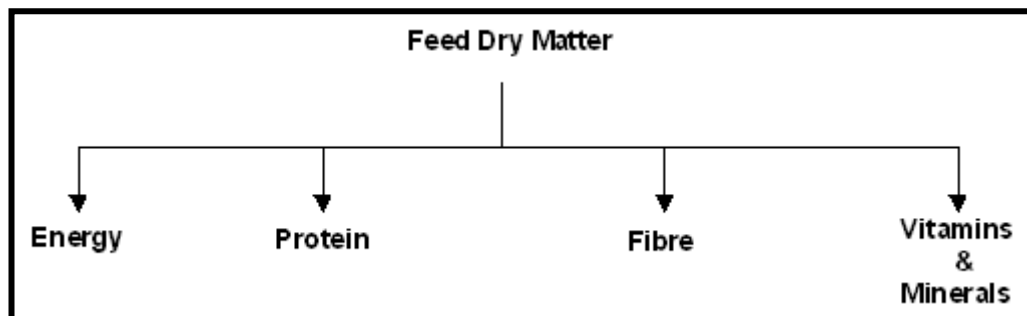 Feed Dry Matter
Energy
Protein
Fibre
Vitamins
&
Minerals